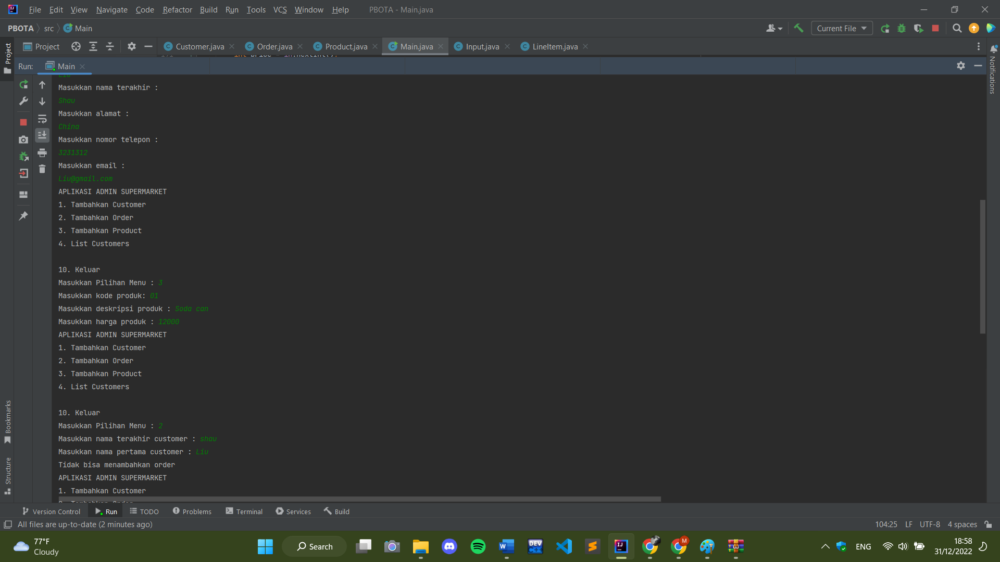 File Edit View Navigate Code Refactor Build Run Tools VCS Window Help PBOTA - Main.java
PBOTA src Main Current File
Project Customer.java Order.java Product.java Main.java Input.java LineItem.java
Run: Main
Liu
Masukkan nama terakhir :
Shau
Masukkan alamat :
China
Masukkan nomor telepon :
3231312
Masukkan email :
Liu@gmail.com
APLIKASI ADMIN SUPERMARKET
1. Tambahkan Customer
2. Tambahkan Order
3. Tambahkan Product
4. List Customers
10. Keluar
Masukkan Pilihan Menu : 3
Masukkan kode produk: 01
Masukkan deskripsi produk : Soda can
Masukkan harga produk : 12000
APLIKASI ADMIN SUPERMARKET
1. Tambahkan Customer
2. Tambahkan Order
3. Tambahkan Product
4. List Customers
10. Keluar
Masukkan Pilihan Menu : 2
Masukkan nama terakhir customer : shau
Masukkan nama pertama customer : Liu
Tidak bisa menambahkan order
APLIKASI ADMIN SUPERMARKET
1. Tambahkan Customer
Project
Bookmarks
Structure
Notifications
Version Control Run TODO Problems Terminal Services Build
All files are up-to-date (2 minutes ago) 104:25 LF UTF-8 4 spaces
77°F
Cloudy
Search
DEV
ENG
18:58
31/12/2022